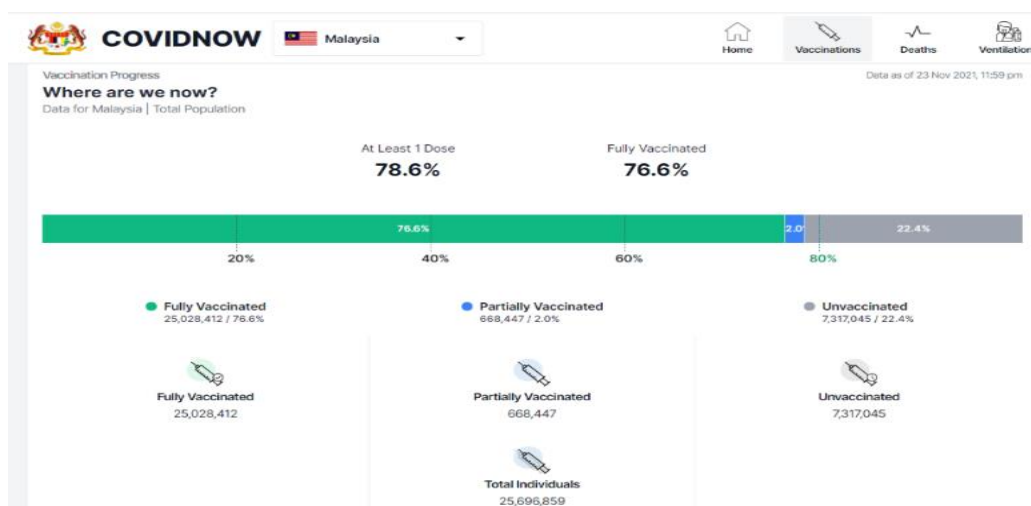 COVIDNOW Malaysia
Home Vaccinations Deaths Ventilation
Vaccination Progress
Data as of 23 Nov 2021, 11:59 pm
Where are we now?
Data for Malaysia | Total Population
At Least 1 Dose Fully Vaccinated
78.6% 76.6%
76.6% 2.0 22.4%
20% 40% 60% 80%
Fully Vaccinated Partially Vaccinated Unvaccinated
25,028,412 / 76.6% 668,447 / 2.0% 7,317,045 / 22.4%
Fully Vaccinated Partially Vaccinated Unvaccinated
25,028,412 668,447 7,317,045
Total Individuals
25,696,859